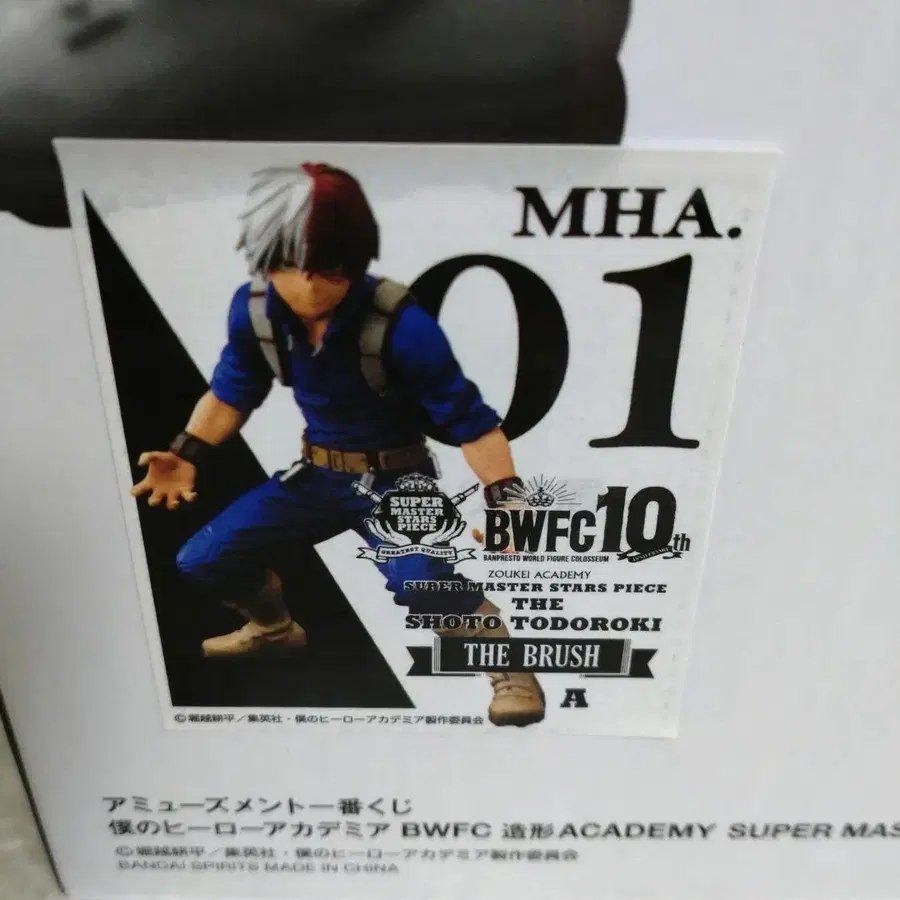 MHA.
01
SUPER
MASTER
STARS
PIECE
GREATEST QUALITY
BWFC 10th
ANNIVERSARY
BANPRESTO WORLD FIGURE COLOSSEUM
ZOUKEI ACADEMY
SUPER MASTER STARS PIECE
THE
SHOTO TODOROKI
THE BRUSH
A
©堀越耕平/集英社・僕のヒーローアカデミア製作委員会
アミューズメント一番くじ
僕のヒーローアカデミア BWFC 造形ACADEMY SUPER MAS
©堀越耕平/集英社・僕のヒーローアカデミア製作委員会
BANDAI SPIRITS MADE IN CHINA